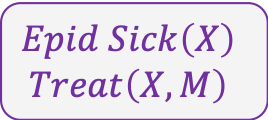 Epid Sick(X)
Treat(X, M)